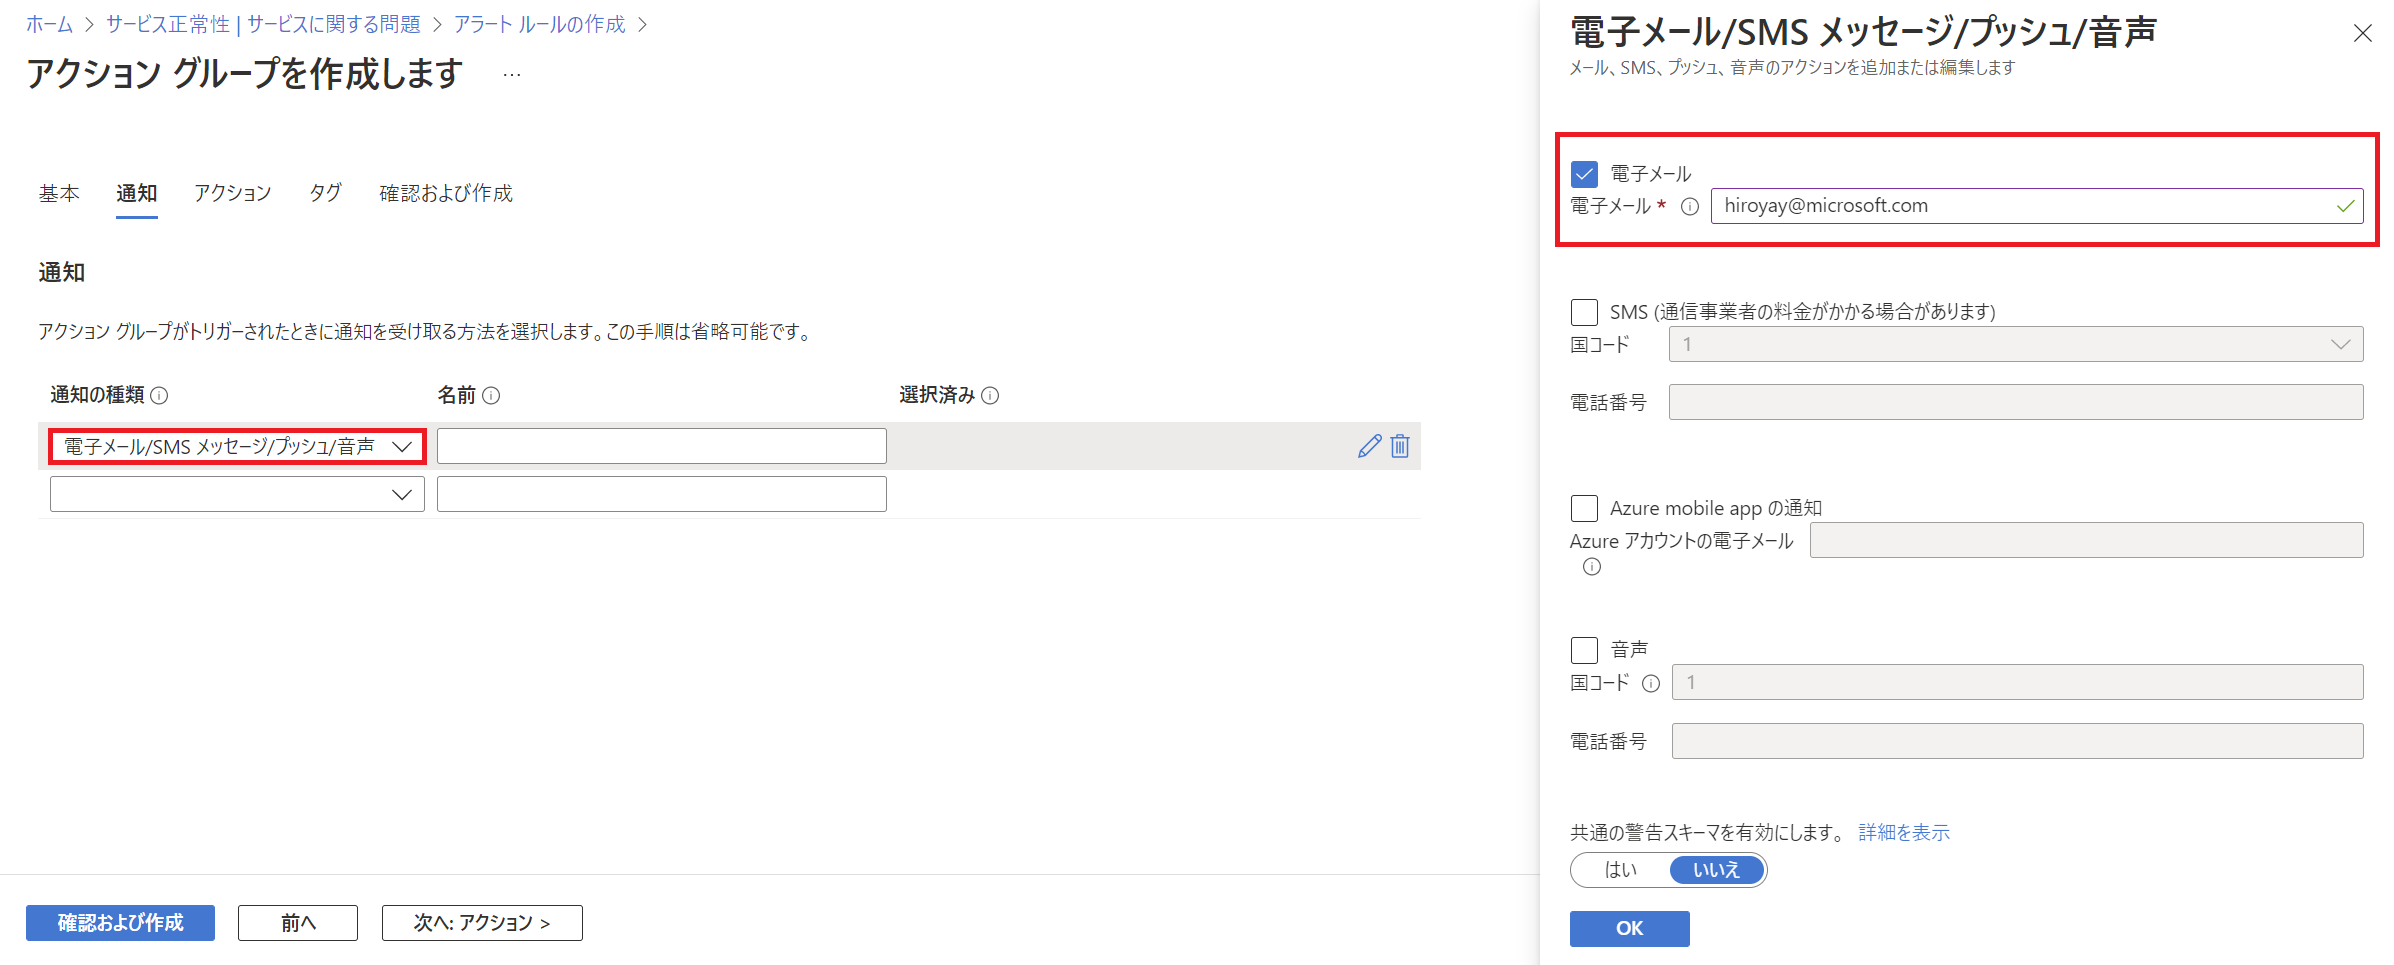 ホーム > サービス正常性 | サービスに関する問題 > アラート ルールの作成 >
アクション グループを作成します ...
基本 通知 アクション タグ 確認および作成
通知
アクション グループがトリガーされたときに通知を受け取る方法を選択します。この手順は省略可能です。
通知の種類 名前 選択済み
電子メール/SMS メッセージ/プッシュ/音声
確認および作成 前へ 次へ: アクション >
電子メール/SMS メッセージ/プッシュ/音声
メール、SMS、プッシュ、音声のアクションを追加または編集します
電子メール
電子メール * hiroyay@microsoft.com
SMS (通信事業者の料金がかかる場合があります)
国コード 1
電話番号
Azure mobile app の通知
Azure アカウントの電子メール
音声
国コード 1
電話番号
共通の警告スキーマを有効にします。 詳細を表示
はい いいえ
OK